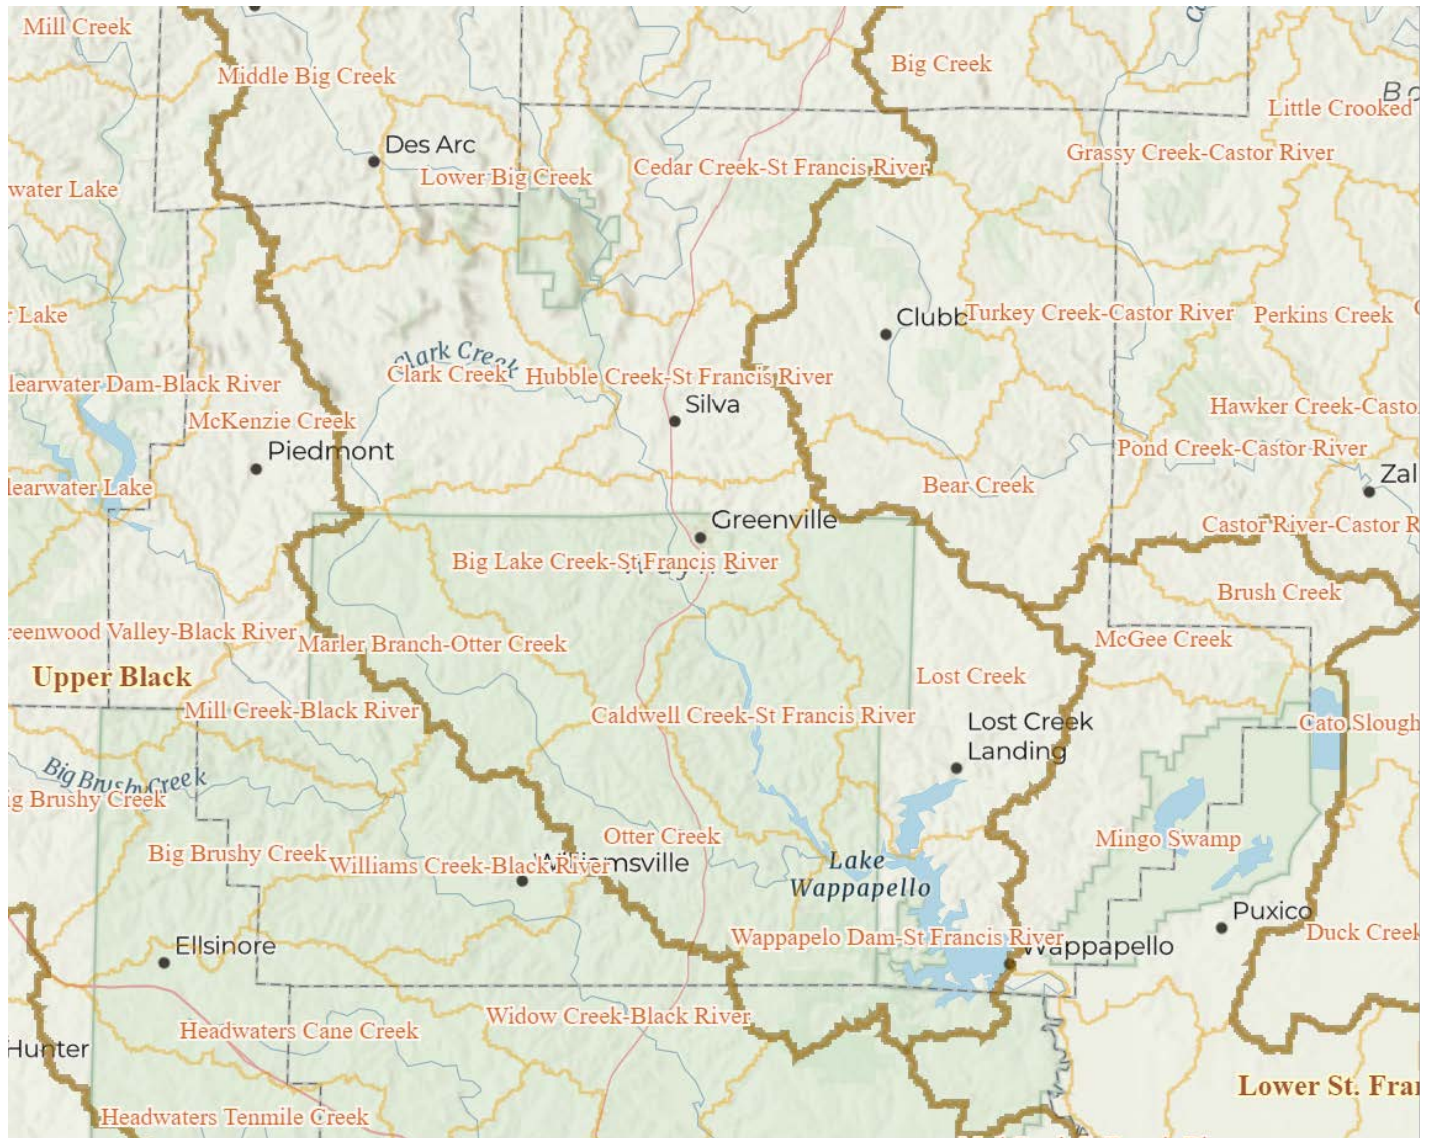 Mill Creek
Big Creek
Middle Big Creek
Little Crooked
Des Arc
Grassy Creek-Castor River
Cedar Creek-St Francis River
Lower Big Creek
water Lake
Clubb
Turkey Creek-Castor River
Perkins Creek
r Lake
Clark Creek
Clark Creek
Hubble Creek-St Francis River
learwater Dam-Black River
Silva
Hawker Creek-Casto
McKenzie Creek
Piedmont
Pond Creek-Castor River
Zal
learwater Lake
Bear Creek
Greenville
Castor River-Castor R
Big Lake Creek-St Francis River
Brush Creek
reenwood Valley-Black River
Marler Branch-Otter Creek
McGee Creek
Upper Black
Lost Creek
Mill Creek-Black River
Caldwell Creek-St Francis River
Lost Creek
Landing
Cato Slough
Big Brushy Creek
ig Brushy Creek
Otter Creek
Mingo Swamp
Big Brushy Creek
Williams Creek-Black River
Williamsville
Lake
Wappapello
Puxico
Ellsinore
Wappapelo Dam-St Francis River
Wappapello
Duck Creek
Widow Creek-Black River
Headwaters Cane Creek
Hunter
Lower St. Fra
Headwaters Tenmile Creek